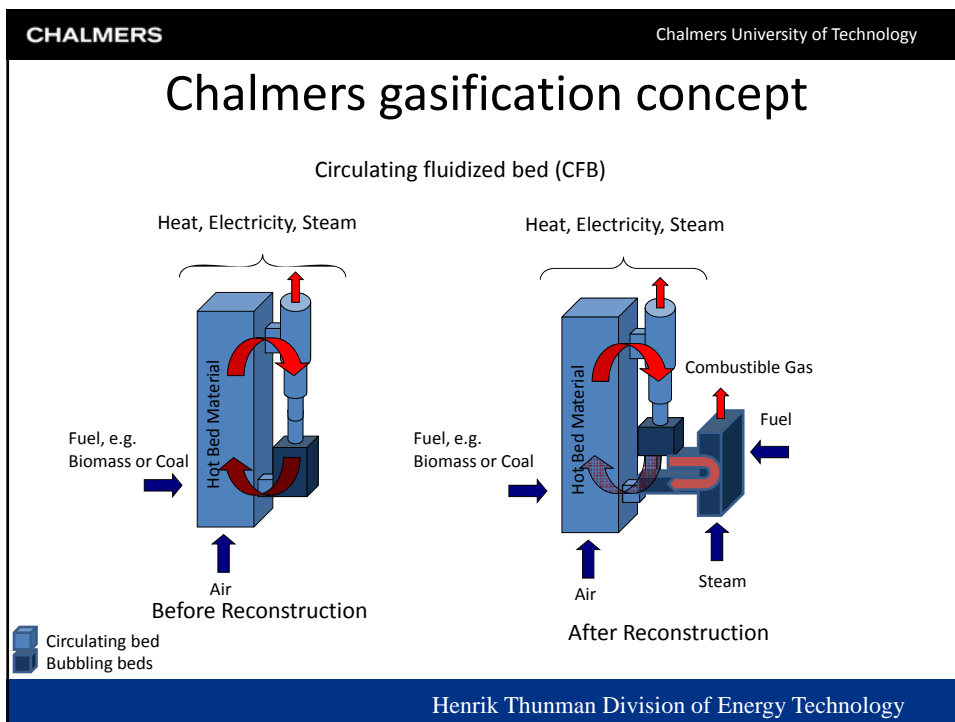 CHALMERS
Chalmers University of Technology
Chalmers gasification concept
Circulating fluidized bed (CFB)
Heat, Electricity, Steam
Hot Bed Material
Fuel, e.g.
Biomass or Coal
Air
Before Reconstruction
Heat, Electricity, Steam
Combustible Gas
Fuel
Hot Bed Material
Fuel, e.g.
Biomass or Coal
Steam
Air
After Reconstruction
Circulating bed
Bubbling beds
Henrik Thunman Division of Energy Technology